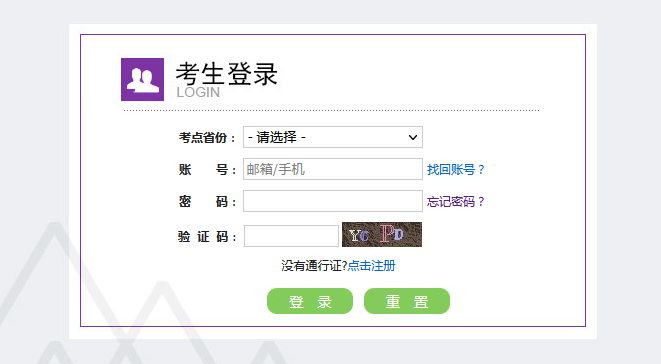 考生登录
LOGIN
考点省份： - 请选择 -
账 号： 邮箱/手机 找回账号？
密 码： 忘记密码？
验 证 码： YC PD
没有通行证?点击注册
登 录 重 置